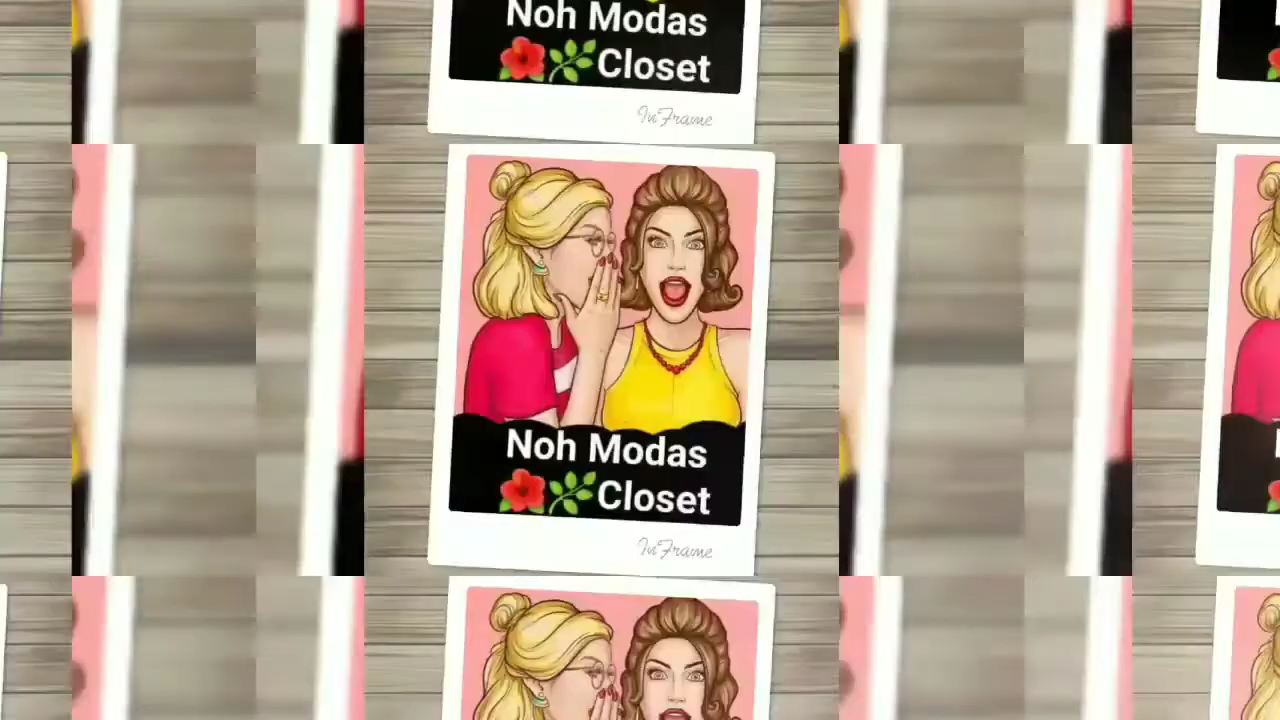 Noh Modas
Closet
InFrame
Noh Modas
Closet
InFrame